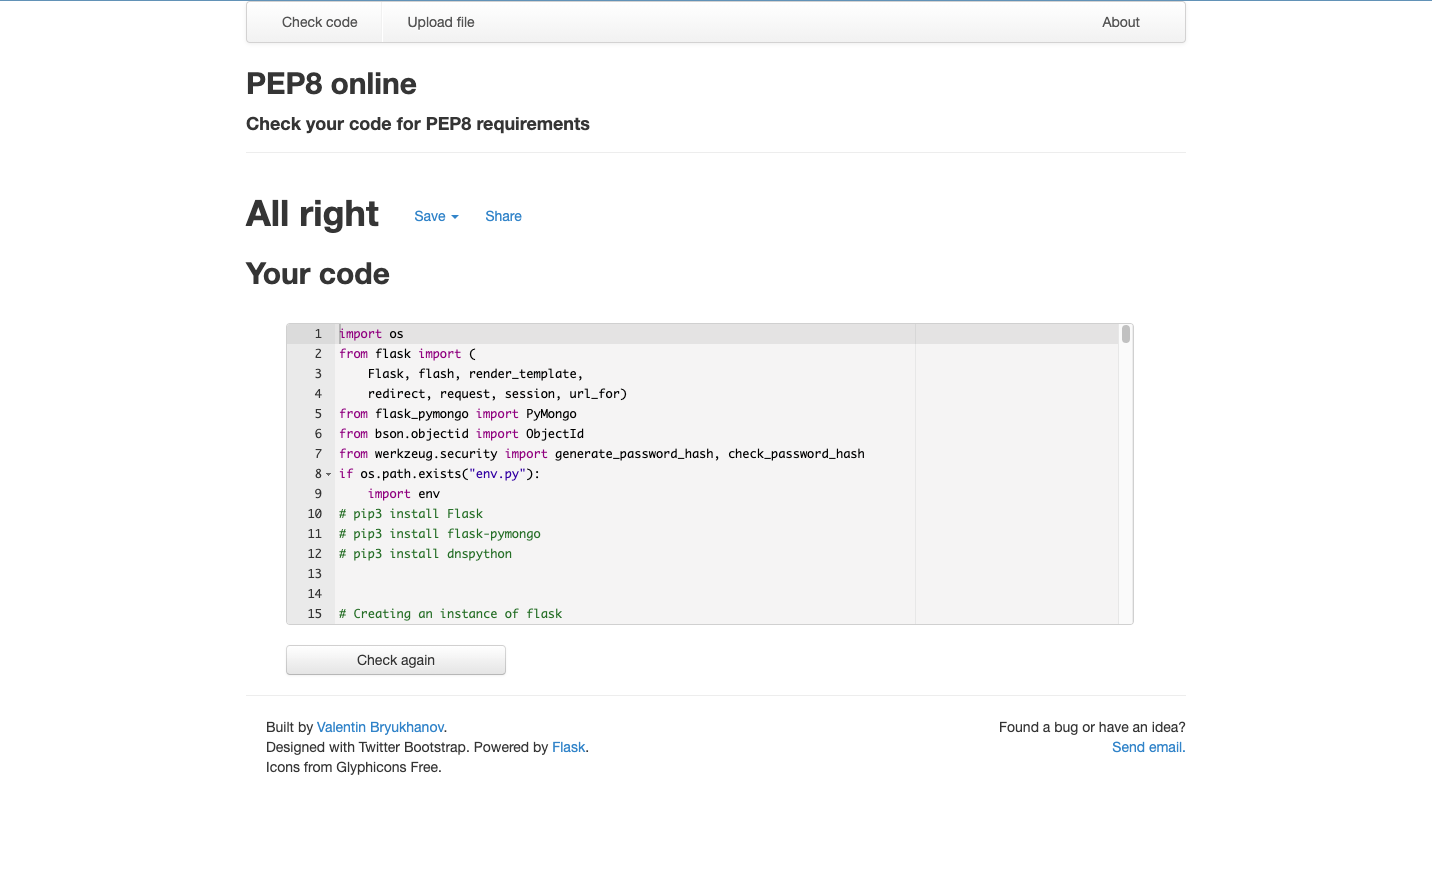 Check code Upload file About
PEP8 online
Check your code for PEP8 requirements
All right Save Share
Your code
1 import os
2 from flask import (
3     Flask, flash, render_template,
4     redirect, request, session, url_for)
5 from flask_pymongo import PyMongo
6 from bson.objectid import ObjectId
7 from werkzeug.security import generate_password_hash, check_password_hash
8 if os.path.exists("env.py"):
9     import env
10 # pip3 install Flask
11 # pip3 install flask-pymongo
12 # pip3 install dnspython
13
14
15 # Creating an instance of flask
Check again
Built by Valentin Bryukhanov. Found a bug or have an idea?
Designed with Twitter Bootstrap. Powered by Flask. Send email.
Icons from Glyphicons Free.